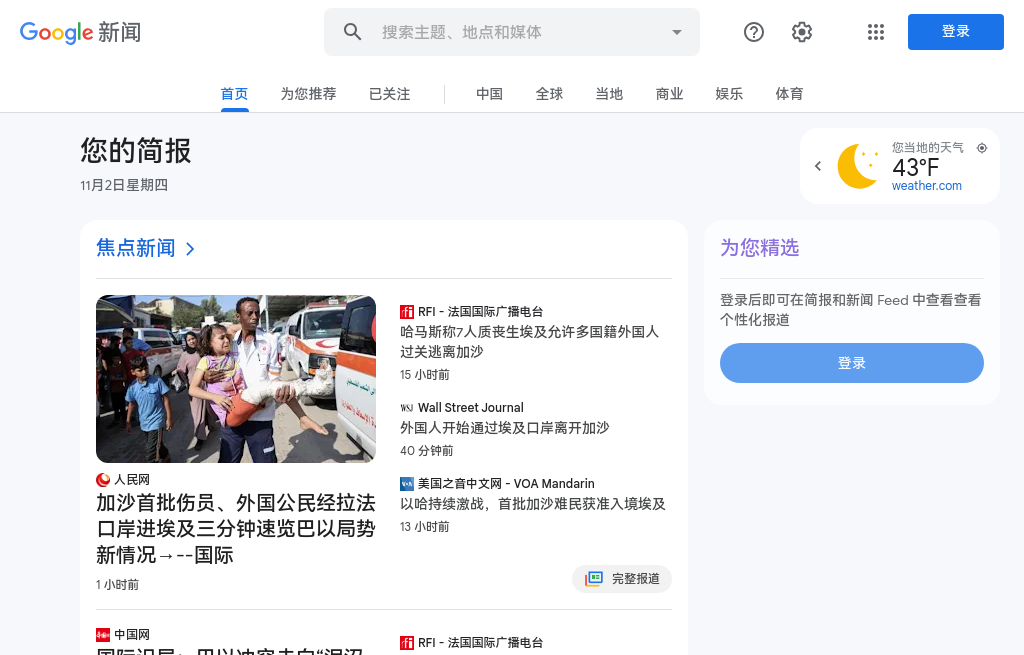 Google 新闻
搜索主题、地点和媒体
登录
首页
为您推荐
已关注
中国
全球
当地
商业
娱乐
体育
您的简报
11月2日星期四
您当地的天气
43°F
weather.com
焦点新闻
人民网
加沙首批伤员、外国公民经拉法
口岸进埃及三分钟速览巴以局势
新情况→--国际
1 小时前
RFI - 法国国际广播电台
哈马斯称7人质丧生埃及允许多国籍外国人
过关逃离加沙
15 小时前
WSJ Wall Street Journal
外国人开始通过埃及口岸离开加沙
40 分钟前
美国之音中文网 - VOA Mandarin
以哈持续激战，首批加沙难民获准入境埃及
13 小时前
完整报道
中国网
RFI - 法国国际广播电台
为您精选
登录后即可在简报和新闻 Feed 中查看查看
个性化报道
登录